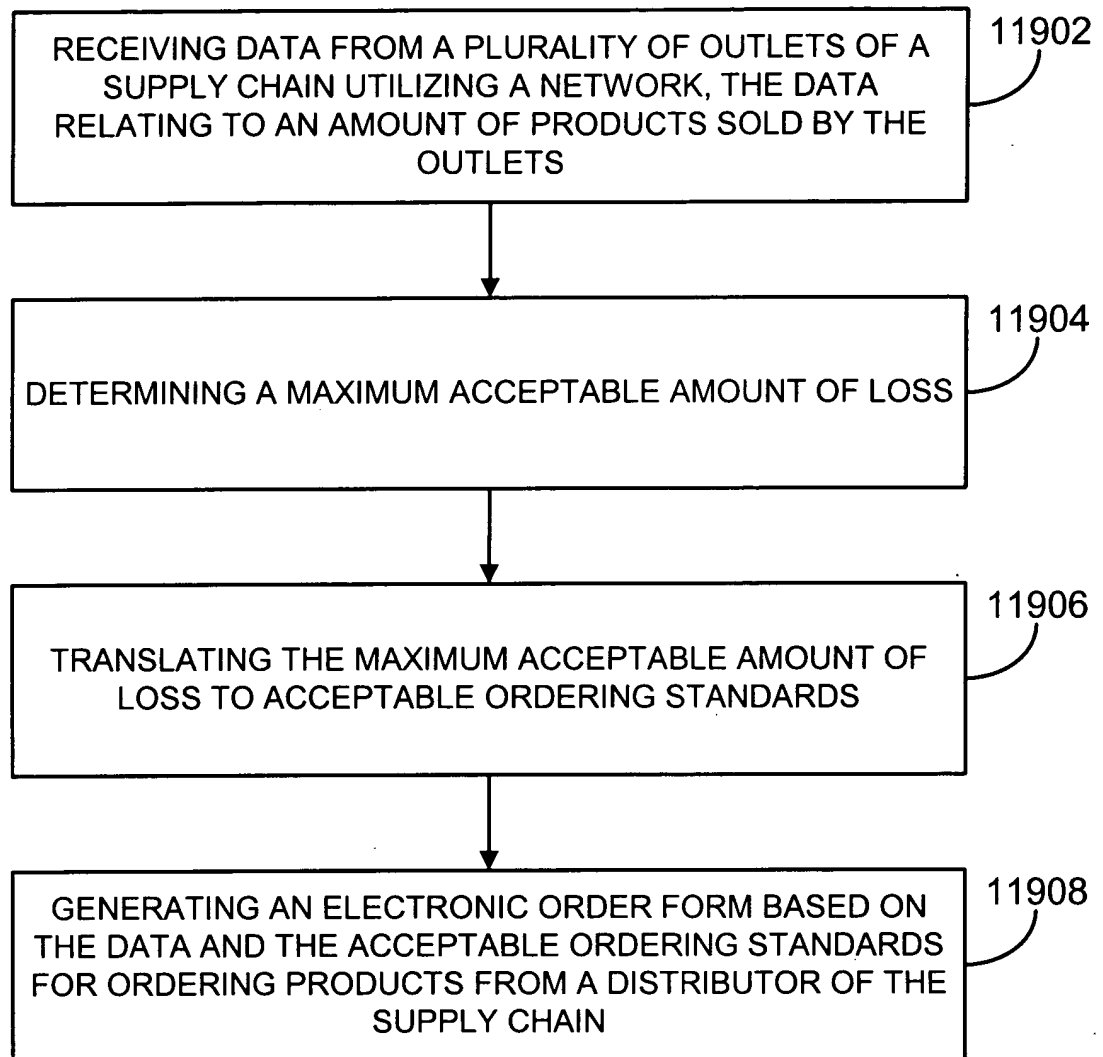 RECEIVING DATA FROM A PLURALITY OF OUTLETS OF A
SUPPLY CHAIN UTILIZING A NETWORK, THE DATA
RELATING TO AN AMOUNT OF PRODUCTS SOLD BY THE
OUTLETS
11902
DETERMINING A MAXIMUM ACCEPTABLE AMOUNT OF LOSS
11904
TRANSLATING THE MAXIMUM ACCEPTABLE AMOUNT OF
LOSS TO ACCEPTABLE ORDERING STANDARDS
11906
GENERATING AN ELECTRONIC ORDER FORM BASED ON
THE DATA AND THE ACCEPTABLE ORDERING STANDARDS
FOR ORDERING PRODUCTS FROM A DISTRIBUTOR OF THE
SUPPLY CHAIN
11908